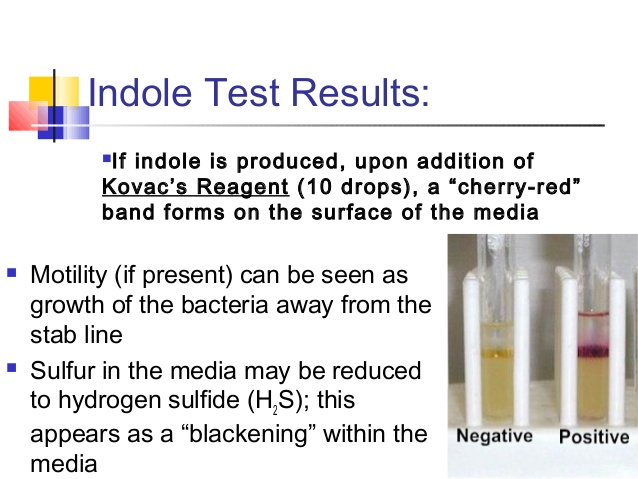 Indole Test Results:
If indole is produced, upon addition of
Kovac’s Reagent (10 drops), a “cherry-red”
band forms on the surface of the media
Motility (if present) can be seen as
growth of the bacteria away from the
stab line
Sulfur in the media may be reduced
to hydrogen sulfide (H₂S); this
appears as a “blackening” within the
media
Negative Positive